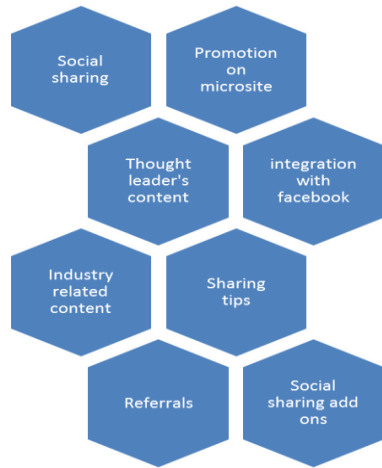 Social
sharing
Promotion
on
microsite
Thought
leader's
content
integration
with
facebook
Industry
related
content
Sharing
tips
Referrals
Social
sharing add
ons